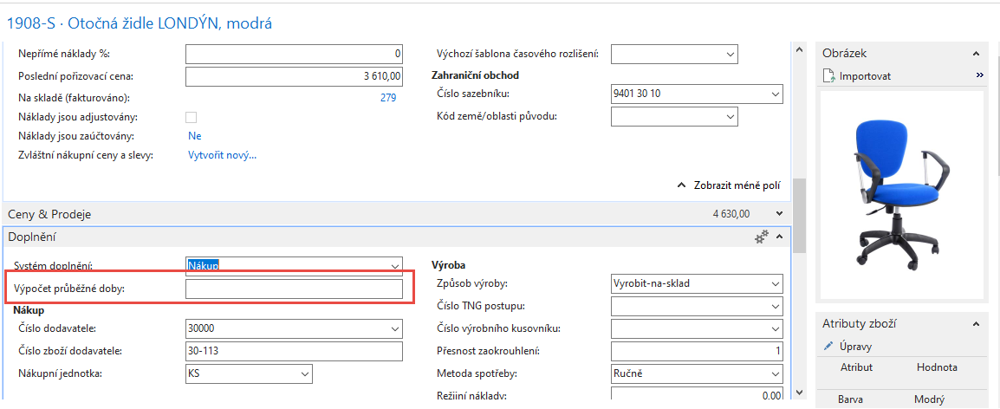 1908-S · Otočná židle LONDÝN, modrá
Nepřímé náklady %: 0
Poslední pořizovací cena: 3 610,00
Na skladě (fakturováno): 279
Náklady jsou adjustovány:
Náklady jsou zaúčtovány: Ne
Zvláštní nákupní ceny a slevy: Vytvořit nový...
Výchozí šablona časového rozlišení:
Zahraniční obchod
Číslo sazebníku: 9401 30 10
Kód země/oblasti původu:
Zobrazit méně polí
Ceny & Prodeje 4 630,00
Doplnění
Systém doplnění: Nákup
Výpočet průběžné doby:
Nákup
Číslo dodavatele: 30000
Číslo zboží dodavatele: 30-113
Nákupní jednotka: KS
Výroba
Způsob výroby: Vyrobit-na-sklad
Číslo TNG postupu:
Číslo výrobního kusovníku:
Přesnost zaokrouhlení: 1
Metoda spotřeby: Ručně
Režijní náklady: 0,00
Obrázek
Importovat »
Atributy zboží
Úpravy
Atribut Hodnota
Barva Modrý